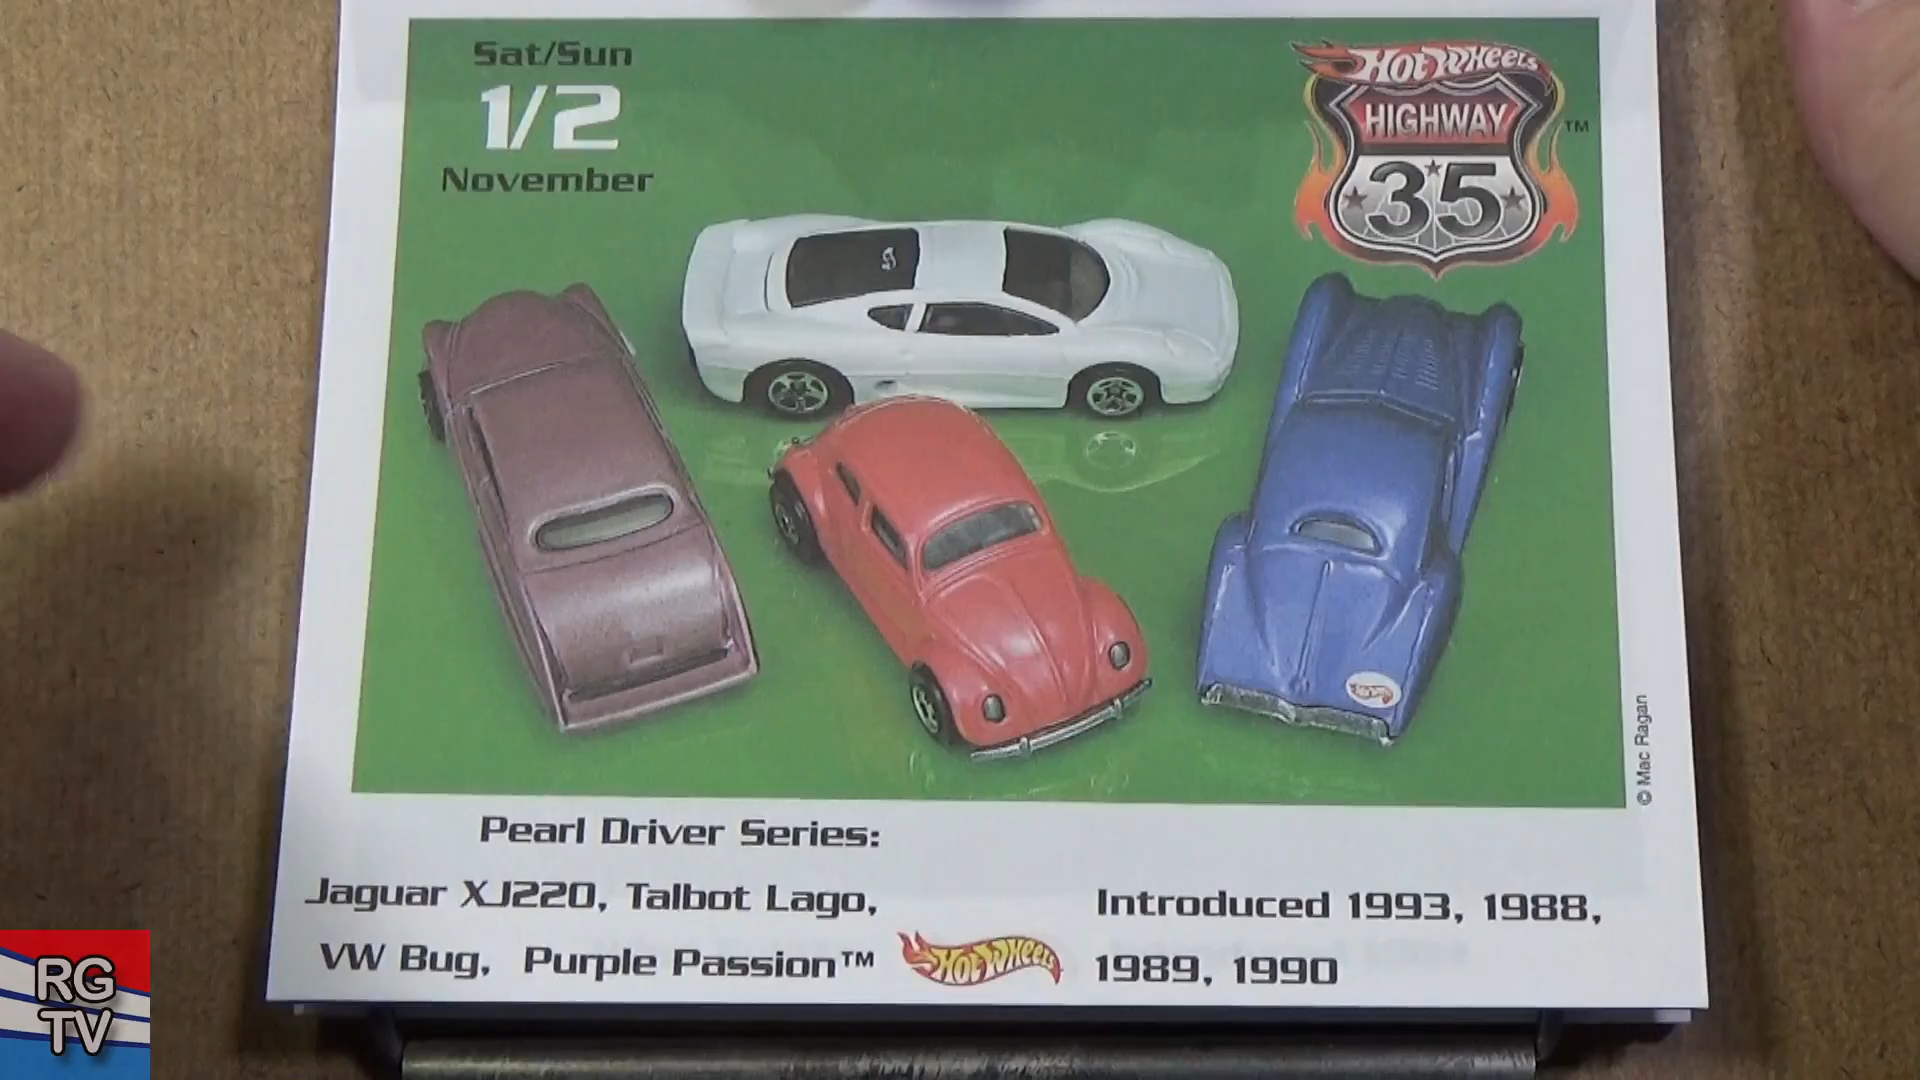 Sat/Sun
1/2
November
Hot Wheels
HIGHWAY
35
TM
© Mac Ragan
Pearl Driver Series:
Jaguar XJ220, Talbot Lago,
VW Bug, Purple Passion™
Hot Wheels
Introduced 1993, 1988,
1989, 1990
RG
TV